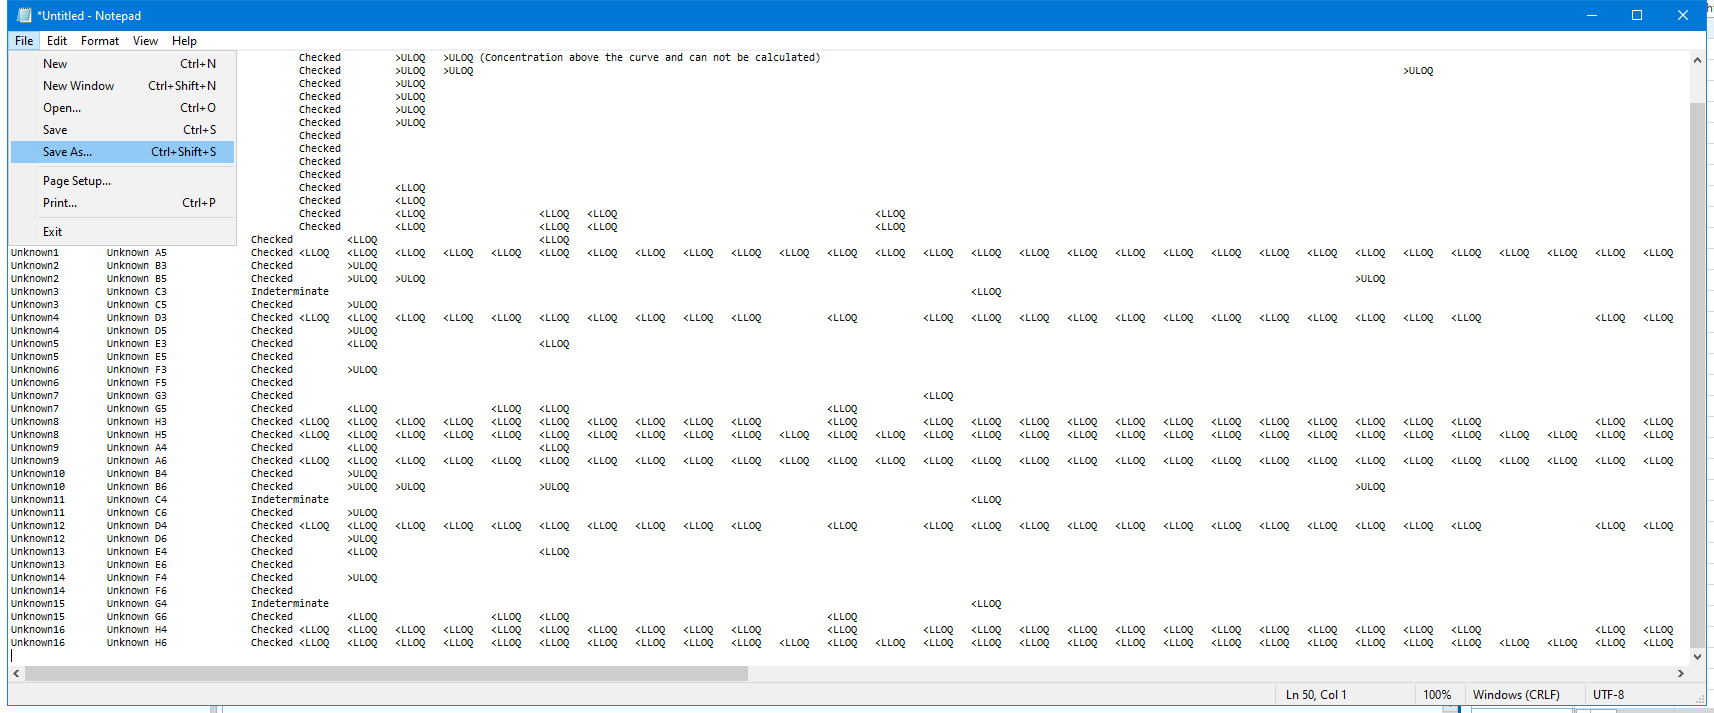 *Untitled - Notepad
File Edit Format View Help
New Ctrl+N
New Window Ctrl+Shift+N
Open... Ctrl+O
Save Ctrl+S
Save As... Ctrl+Shift+S
Page Setup...
Print... Ctrl+P
Exit
Checked >ULOQ >ULOQ (Concentration above the curve and can not be calculated)
Checked >ULOQ >ULOQ >ULOQ
Checked >ULOQ
Checked >ULOQ
Checked >ULOQ
Checked >ULOQ
Checked
Checked
Checked
Checked
Checked <LLOQ
Checked <LLOQ
Checked <LLOQ <LLOQ <LLOQ <LLOQ
Checked <LLOQ <LLOQ <LLOQ <LLOQ
Checked <LLOQ <LLOQ
Unknown1 Unknown A5 Checked <LLOQ <LLOQ <LLOQ <LLOQ <LLOQ <LLOQ <LLOQ <LLOQ <LLOQ <LLOQ <LLOQ <LLOQ <LLOQ <LLOQ <LLOQ <LLOQ <LLOQ <LLOQ <LLOQ <LLOQ <LLOQ <LLOQ <LLOQ <LLOQ <LLOQ <LLOQ <LLOQ <LLOQ <LLOQ
Unknown2 Unknown B3 Checked >ULOQ
Unknown2 Unknown B5 Checked >ULOQ >ULOQ >ULOQ
Unknown3 Unknown C3 Indeterminate <LLOQ
Unknown3 Unknown C5 Checked >ULOQ
Unknown4 Unknown D3 Checked <LLOQ <LLOQ <LLOQ <LLOQ <LLOQ <LLOQ <LLOQ <LLOQ <LLOQ <LLOQ <LLOQ <LLOQ <LLOQ <LLOQ <LLOQ <LLOQ <LLOQ <LLOQ <LLOQ <LLOQ <LLOQ <LLOQ <LLOQ <LLOQ <LLOQ
Unknown4 Unknown D5 Checked >ULOQ
Unknown5 Unknown E3 Checked <LLOQ <LLOQ
Unknown5 Unknown E5 Checked
Unknown6 Unknown F3 Checked >ULOQ
Unknown6 Unknown F5 Checked
Unknown7 Unknown G3 Checked <LLOQ
Unknown7 Unknown G5 Checked <LLOQ <LLOQ <LLOQ <LLOQ
Unknown8 Unknown H3 Checked <LLOQ <LLOQ <LLOQ <LLOQ <LLOQ <LLOQ <LLOQ <LLOQ <LLOQ <LLOQ <LLOQ <LLOQ <LLOQ <LLOQ <LLOQ <LLOQ <LLOQ <LLOQ <LLOQ <LLOQ <LLOQ <LLOQ <LLOQ <LLOQ <LLOQ
Unknown8 Unknown H5 Checked <LLOQ <LLOQ <LLOQ <LLOQ <LLOQ <LLOQ <LLOQ <LLOQ <LLOQ <LLOQ <LLOQ <LLOQ <LLOQ <LLOQ <LLOQ <LLOQ <LLOQ <LLOQ <LLOQ <LLOQ <LLOQ <LLOQ <LLOQ <LLOQ <LLOQ <LLOQ <LLOQ <LLOQ <LLOQ
Unknown9 Unknown A4 Checked <LLOQ <LLOQ
Unknown9 Unknown A6 Checked <LLOQ <LLOQ <LLOQ <LLOQ <LLOQ <LLOQ <LLOQ <LLOQ <LLOQ <LLOQ <LLOQ <LLOQ <LLOQ <LLOQ <LLOQ <LLOQ <LLOQ <LLOQ <LLOQ <LLOQ <LLOQ <LLOQ <LLOQ <LLOQ <LLOQ <LLOQ <LLOQ <LLOQ <LLOQ
Unknown10 Unknown B4 Checked >ULOQ
Unknown10 Unknown B6 Checked >ULOQ >ULOQ >ULOQ >ULOQ
Unknown11 Unknown C4 Indeterminate <LLOQ
Unknown11 Unknown C6 Checked >ULOQ
Unknown12 Unknown D4 Checked <LLOQ <LLOQ <LLOQ <LLOQ <LLOQ <LLOQ <LLOQ <LLOQ <LLOQ <LLOQ <LLOQ <LLOQ <LLOQ <LLOQ <LLOQ <LLOQ <LLOQ <LLOQ <LLOQ <LLOQ <LLOQ <LLOQ <LLOQ <LLOQ <LLOQ
Unknown12 Unknown D6 Checked >ULOQ
Unknown13 Unknown E4 Checked <LLOQ <LLOQ
Unknown13 Unknown E6 Checked
Unknown14 Unknown F4 Checked >ULOQ
Unknown14 Unknown F6 Checked
Unknown15 Unknown G4 Indeterminate <LLOQ
Unknown15 Unknown G6 Checked <LLOQ <LLOQ <LLOQ <LLOQ
Unknown16 Unknown H4 Checked <LLOQ <LLOQ <LLOQ <LLOQ <LLOQ <LLOQ <LLOQ <LLOQ <LLOQ <LLOQ <LLOQ <LLOQ <LLOQ <LLOQ <LLOQ <LLOQ <LLOQ <LLOQ <LLOQ <LLOQ <LLOQ <LLOQ <LLOQ <LLOQ <LLOQ
Unknown16 Unknown H6 Checked <LLOQ <LLOQ <LLOQ <LLOQ <LLOQ <LLOQ <LLOQ <LLOQ <LLOQ <LLOQ <LLOQ <LLOQ <LLOQ <LLOQ <LLOQ <LLOQ <LLOQ <LLOQ <LLOQ <LLOQ <LLOQ <LLOQ <LLOQ <LLOQ <LLOQ <LLOQ <LLOQ <LLOQ <LLOQ
Ln 50, Col 1 100% Windows (CRLF) UTF-8